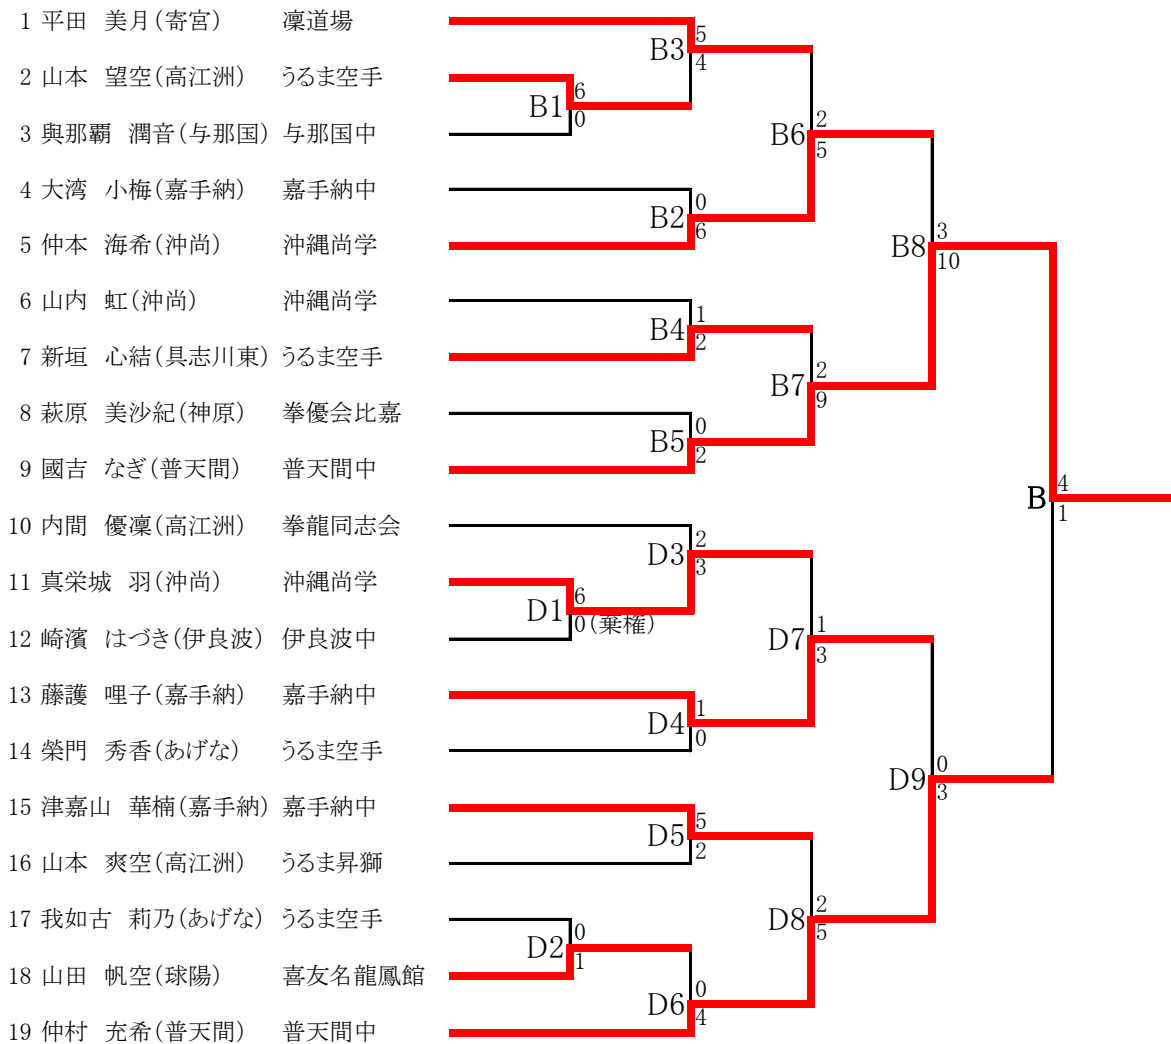 1 平田　美月(寄宮)　凜道場
5
B3
4
2 山本　望空(高江洲)　うるま空手
6
B1
0
3 與那覇　潤音(与那国)　与那国中
2
B6
5
4 大湾　小梅(嘉手納)　嘉手納中
0
B2
6
5 仲本　海希(沖尚)　沖縄尚学
3
B8
10
6 山内　虹(沖尚)　沖縄尚学
1
B4
2
7 新垣　心結(具志川東)　うるま空手
2
B7
9
8 萩原　美沙紀(神原)　拳優会比嘉
0
B5
2
9 國吉　なぎ(普天間)　普天間中
4
B
1
10 内間　優凜(高江洲)　拳龍同志会
2
D3
3
11 真栄城　羽(沖尚)　沖縄尚学
6
D1
0(棄権)
12 崎濱　はづき(伊良波)　伊良波中
1
D7
3
13 藤護　哩子(嘉手納)　嘉手納中
1
D4
0
14 榮門　秀香(あげな)　うるま空手
0
D9
3
15 津嘉山　華楠(嘉手納)　嘉手納中
5
D5
2
16 山本　爽空(高江洲)　うるま昇獅
2
D8
5
17 我如古　莉乃(あげな)　うるま空手
0
D2
1
18 山田　帆空(球陽)　喜友名龍鳳館
0
D6
4
19 仲村　充希(普天間)　普天間中